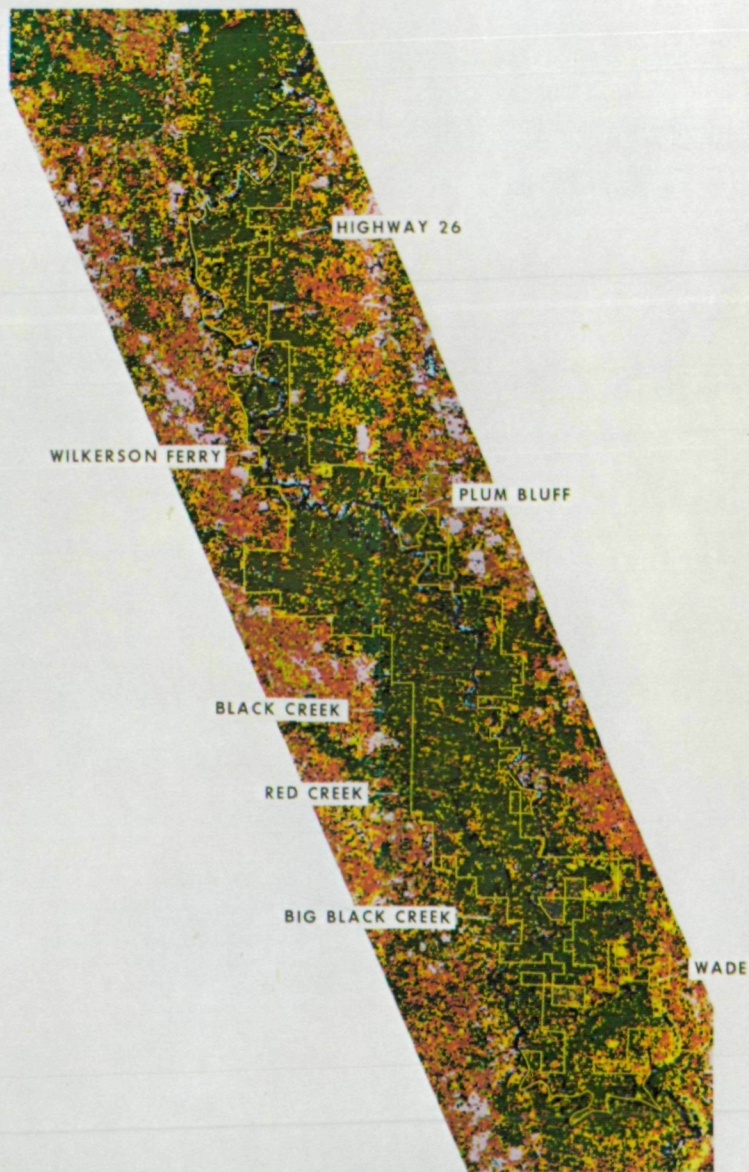 HIGHWAY 26
WILKERSON FERRY
PLUM BLUFF
BLACK CREEK
RED CREEK
BIG BLACK CREEK
WADE